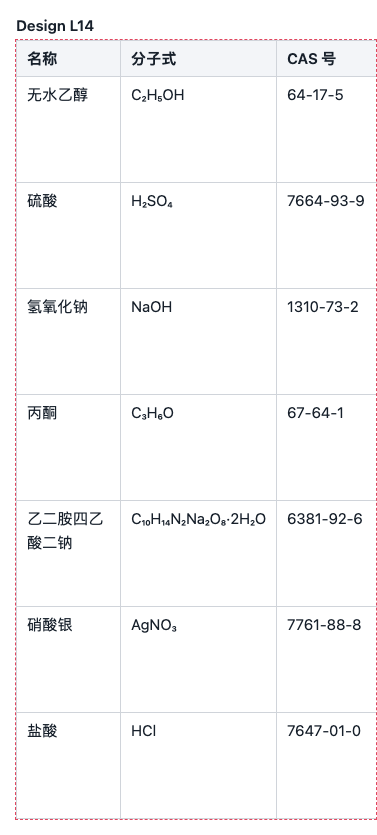 Design L14
名称 分子式 CAS 号
无水乙醇 C₂H₅OH 64-17-5
硫酸 H₂SO₄ 7664-93-9
氢氧化钠 NaOH 1310-73-2
丙酮 C₃H₆O 67-64-1
乙二胺四乙 C₁₀H₁₄N₂Na₂O₈·2H₂O 6381-92-6
酸二钠
硝酸银 AgNO₃ 7761-88-8
盐酸 HCl 7647-01-0